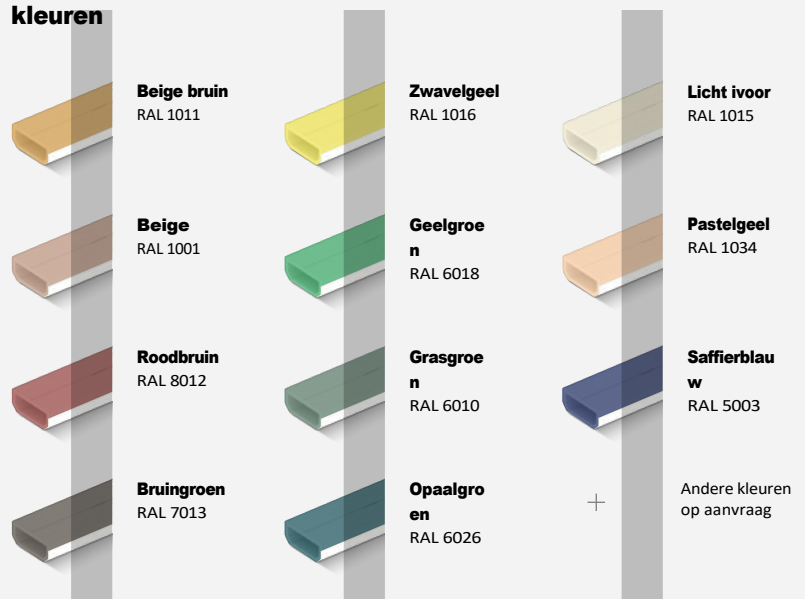 kleuren
Beige bruin
RAL 1011
Zwavelgeel
RAL 1016
Licht ivoor
RAL 1015
Beige
RAL 1001
Geelgroe
n
RAL 6018
Pastelgeel
RAL 1034
Roodbruin
RAL 8012
Grasgroe
n
RAL 6010
Saffierblau
w
RAL 5003
Bruingroen
RAL 7013
Opaalgro
en
RAL 6026
Andere kleuren
op aanvraag